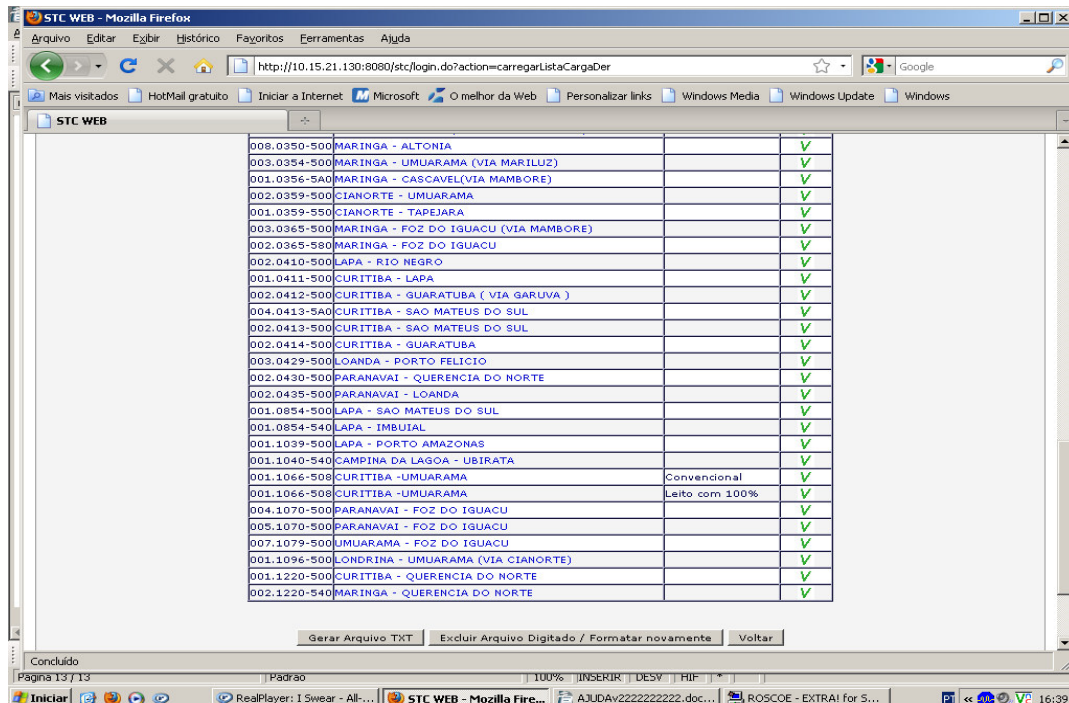 STC WEB - Mozilla Firefox
Arquivo Editar Exibir Histórico Favoritos Ferramentas Ajuda
http://10.15.21.130:8080/stc/login.do?action=carregarListaCargaDer Google
Mais visitados HotMail gratuito Iniciar a Internet Microsoft O melhor da Web Personalizar links Windows Media Windows Update Windows
STC WEB
008.0350-500 MARINGA - ALTONIA V
003.0354-500 MARINGA - UMUARAMA (VIA MARILUZ) V
001.0356-5A0 MARINGA - CASCAVEL(VIA MAMBORE) V
002.0359-500 CIANORTE - UMUARAMA V
001.0359-550 CIANORTE - TAPEJARA V
003.0365-500 MARINGA - FOZ DO IGUACU (VIA MAMBORE) V
002.0365-580 MARINGA - FOZ DO IGUACU V
002.0410-500 LAPA - RIO NEGRO V
001.0411-500 CURITIBA - LAPA V
002.0412-500 CURITIBA - GUARATUBA ( VIA GARUVA ) V
004.0413-5A0 CURITIBA - SAO MATEUS DO SUL V
002.0413-500 CURITIBA - SAO MATEUS DO SUL V
002.0414-500 CURITIBA - GUARATUBA V
003.0429-500 LOANDA - PORTO FELICIO V
002.0430-500 PARANAVAI - QUERENCIA DO NORTE V
002.0435-500 PARANAVAI - LOANDA V
001.0854-500 LAPA - SAO MATEUS DO SUL V
001.0854-540 LAPA - IMBUIAL V
001.1039-500 LAPA - PORTO AMAZONAS V
001.1040-540 CAMPINA DA LAGOA - UBIRATA V
001.1066-508 CURITIBA -UMUARAMA Convencional V
001.1066-508 CURITIBA -UMUARAMA Leito com 100% V
004.1070-500 PARANAVAI - FOZ DO IGUACU V
005.1070-500 PARANAVAI - FOZ DO IGUACU V
007.1079-500 UMUARAMA - FOZ DO IGUACU V
001.1096-500 LONDRINA - UMUARAMA (VIA CIANORTE) V
001.1220-500 CURITIBA - QUERENCIA DO NORTE V
002.1220-540 MARINGA - QUERENCIA DO NORTE V
Gerar Arquivo TXT Excluir Arquivo Digitado / Formatar novamente Voltar
Concluído
Página 13 / 13 Padrão 100% INSERIR DESV HIF *
Iniciar RealPlayer: I Swear - All-... STC WEB - Mozilla Fire... AJUDAv2222222222.doc... ROSCOE - EXTRA! for S... PT « 16:39